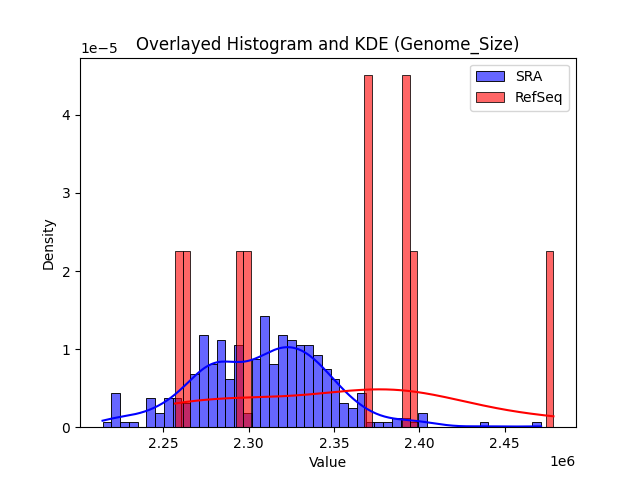 Overlayed Histogram and KDE (Genome_Size)
1e−5
SRA
RefSeq
4
3
2
1
0
Density
2.25
2.30
2.35
2.40
2.45
1e6
Value